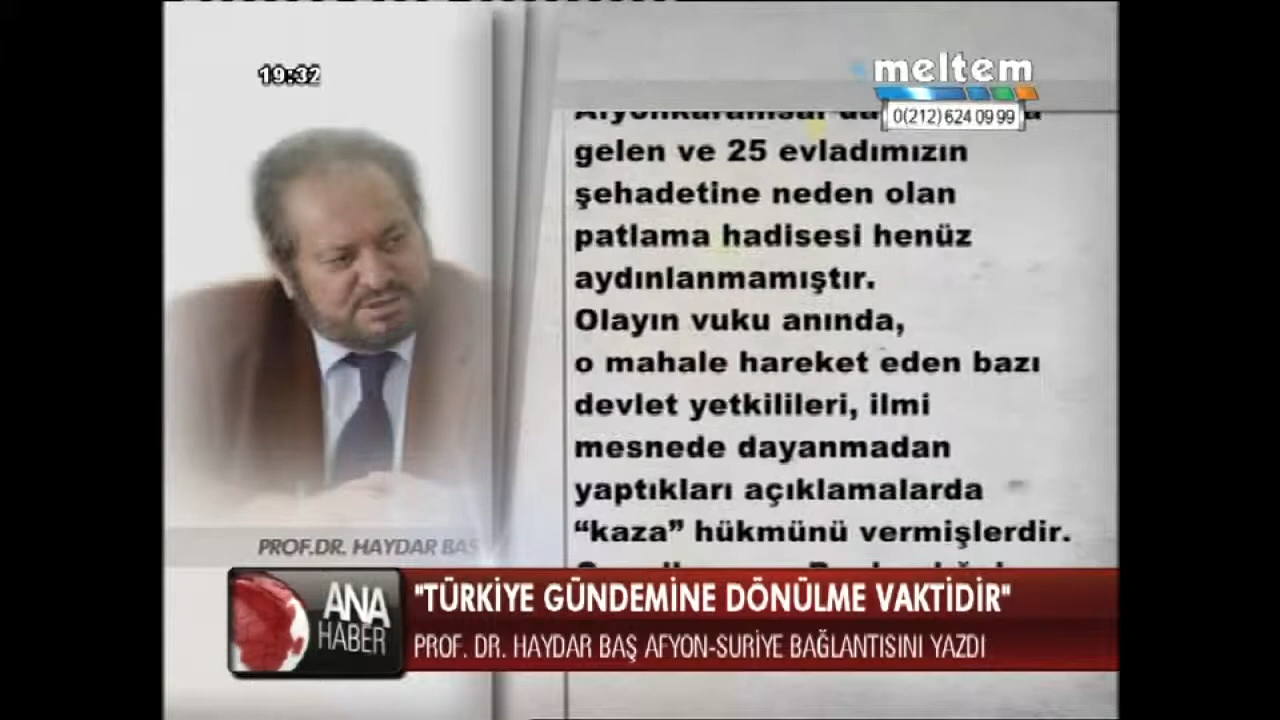 19:32
meltem
0(212) 624 09 99
gelen ve 25 evladımızın
şehadetine neden olan
patlama hadisesi henüz
aydınlanmamıştır.
Olayın vuku anında,
o mahale hareket eden bazı
devlet yetkilileri, ilmi
mesnede dayanmadan
yaptıkları açıklamalarda
“kaza” hükmünü vermişlerdir.
PROF.DR. HAYDAR BAŞ
ANA
HABER
"TÜRKİYE GÜNDEMİNE DÖNÜLME VAKTİDİR"
PROF. DR. HAYDAR BAŞ AFYON-SURİYE BAĞLANTISINI YAZDI